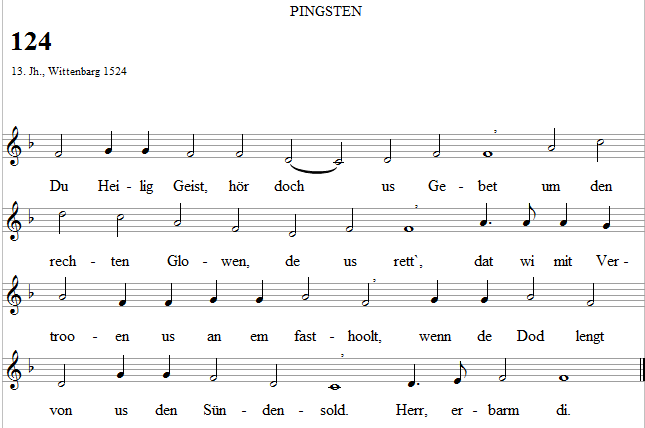 PINGSTEN
124
13. Jh., Wittenbarg 1524
Du Hei - lig Geist, hör doch us Ge - bet um den
rech - ten Glo - wen, de us rett`, dat wi mit Ver -
troo - en us an em fast - hoolt, wenn de Dod lengt
von us den Sün - den - sold. Herr, er - barm di.